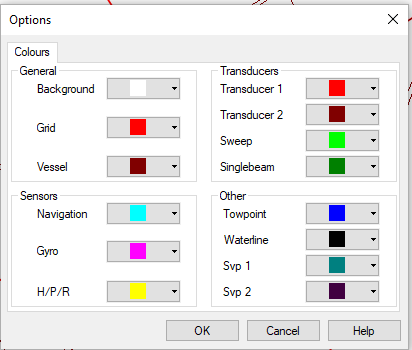 Options
Colours
General
Background
Grid
Vessel
Transducers
Transducer 1
Transducer 2
Sweep
Singlebeam
Sensors
Navigation
Gyro
H/P/R
Other
Towpoint
Waterline
Svp 1
Svp 2
OK
Cancel
Help